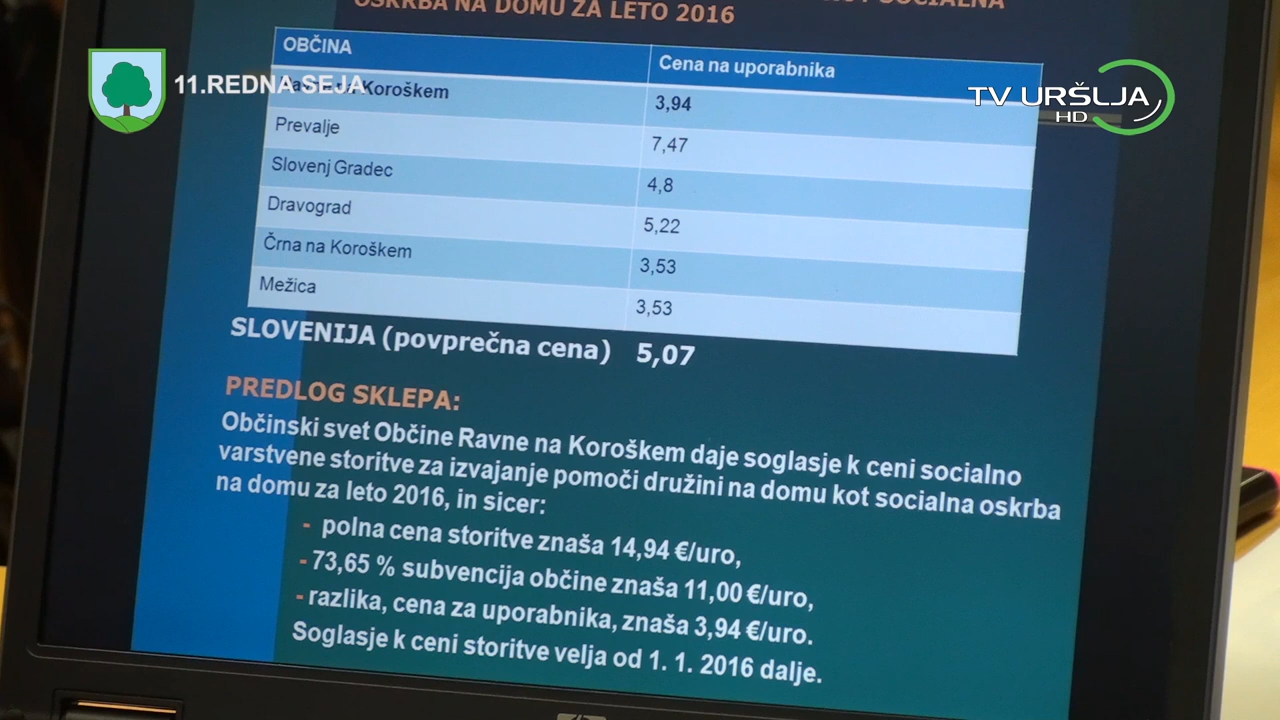 SOCIALNA
OSKRBA NA DOMU ZA LETO 2016
11.REDNA SEJA
TV URŠLJA
HD
OBČINA Cena na uporabnika
Koroškem 3,94
Prevalje 7,47
Slovenj Gradec 4,8
Dravograd 5,22
Črna na Koroškem 3,53
Mežica 3,53
SLOVENIJA (povprečna cena) 5,07
PREDLOG SKLEPA:
Občinski svet Občine Ravne na Koroškem daje soglasje k ceni socialno
varstvene storitve za izvajanje pomoči družini na domu kot socialna oskrba
na domu za leto 2016, in sicer:
- polna cena storitve znaša 14,94 €/uro,
- 73,65 % subvencija občine znaša 11,00 €/uro,
- razlika, cena za uporabnika, znaša 3,94 €/uro.
Soglasje k ceni storitve velja od 1. 1. 2016 dalje.